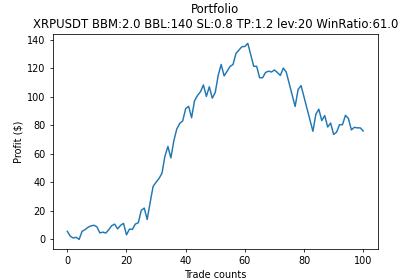 Portfolio
XRPUSDT BBM:2.0 BBL:140 SL:0.8 TP:1.2 lev:20 WinRatio:61.0
140
120
100
80
60
40
20
0
Profit ($)
0 20 40 60 80 100
Trade counts